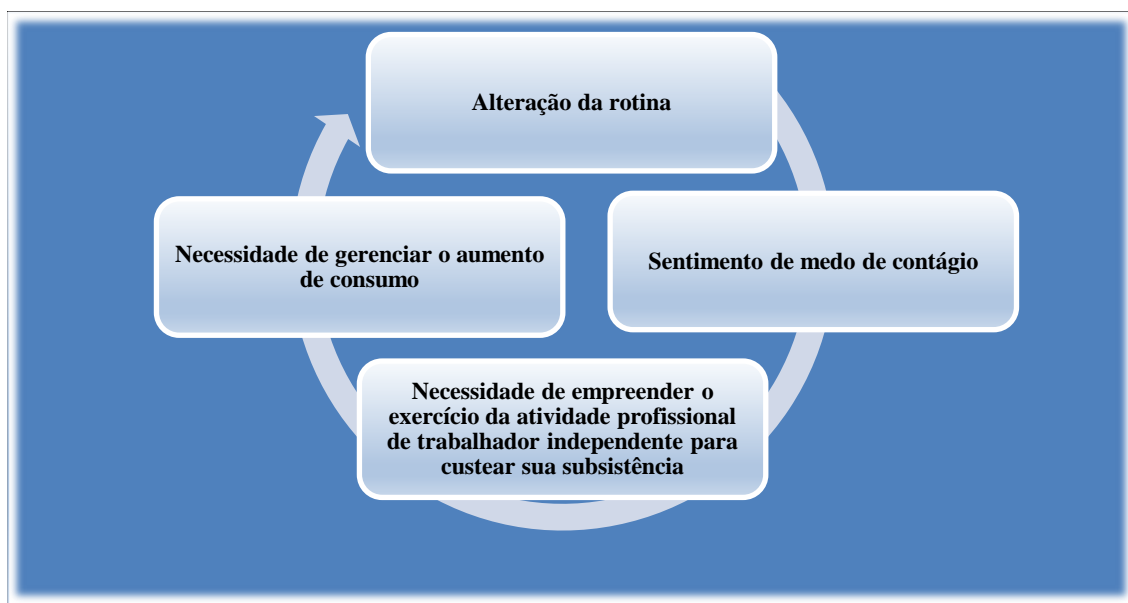 Alteração da rotina
Sentimento de medo de contágio
Necessidade de empreender o
exercício da atividade profissional
de trabalhador independente para
custear sua subsistência
Necessidade de gerenciar o aumento
de consumo